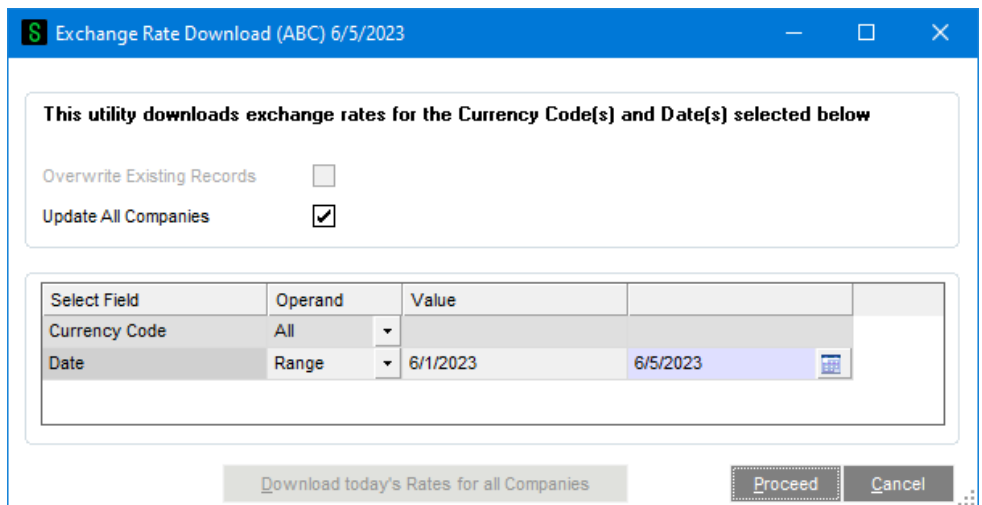 S Exchange Rate Download (ABC) 6/5/2023
This utility downloads exchange rates for the Currency Code(s) and Date(s) selected below
Overwrite Existing Records
Update All Companies
Select Field Operand Value
Currency Code All
Date Range 6/1/2023 6/5/2023
Download today's Rates for all Companies Proceed Cancel